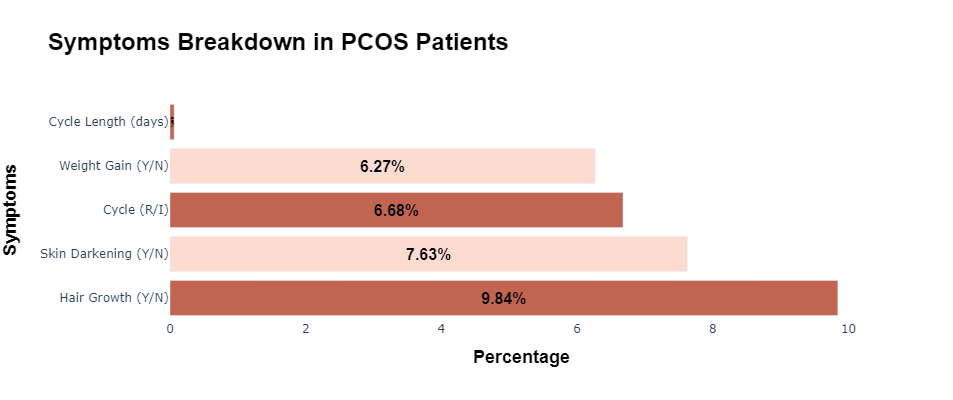 Symptoms Breakdown in PCOS Patients
Symptoms
Cycle Length (days)
Weight Gain (Y/N)
6.27%
Cycle (R/I)
6.68%
Skin Darkening (Y/N)
7.63%
Hair Growth (Y/N)
9.84%
0 2 4 6 8 10
Percentage